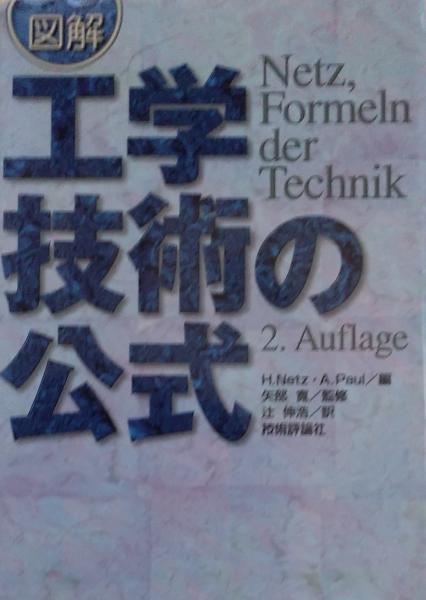 図解
工学
技術の
公式
Netz,
Formeln
der
Technik
2. Auflage
H.Netz・A.Paul／編
矢部 寛／監修
辻 伸浩／訳
技術評論社